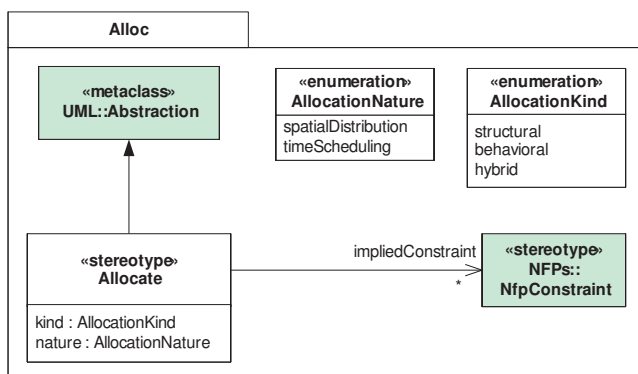 Alloc
«metaclass»
UML::Abstraction
«enumeration»
AllocationNature
spatialDistribution
timeScheduling
«enumeration»
AllocationKind
structural
behavioral
hybrid
«stereotype»
Allocate
kind : AllocationKind
nature : AllocationNature
impliedConstraint
*
«stereotype»
NFPs::
NfpConstraint